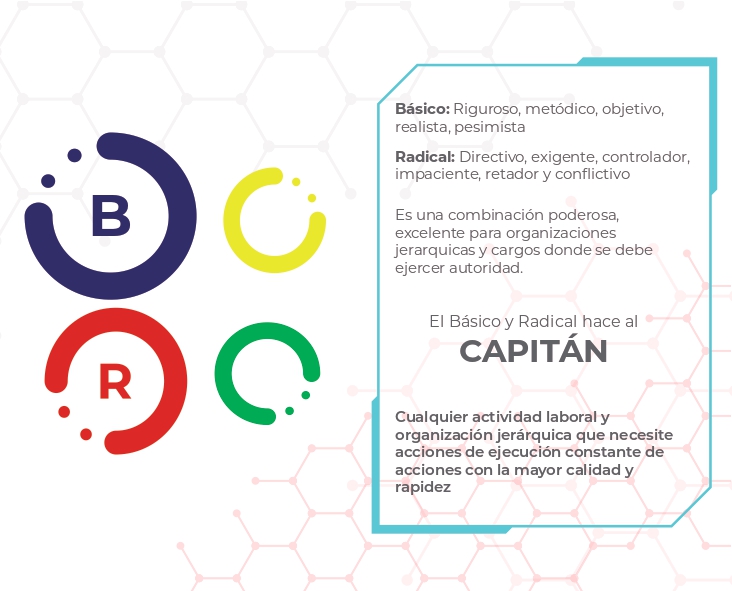 B
R
Básico: Riguroso, metódico, objetivo,
realista, pesimista
Radical: Directivo, exigente, controlador,
impaciente, retador y conflictivo
Es una combinación poderosa,
excelente para organizaciones
jerarquicas y cargos donde se debe
ejercer autoridad.
El Básico y Radical hace al
CAPITÁN
Cualquier actividad laboral y
organización jerárquica que necesite
acciones de ejecución constante de
acciones con la mayor calidad y
rapidez